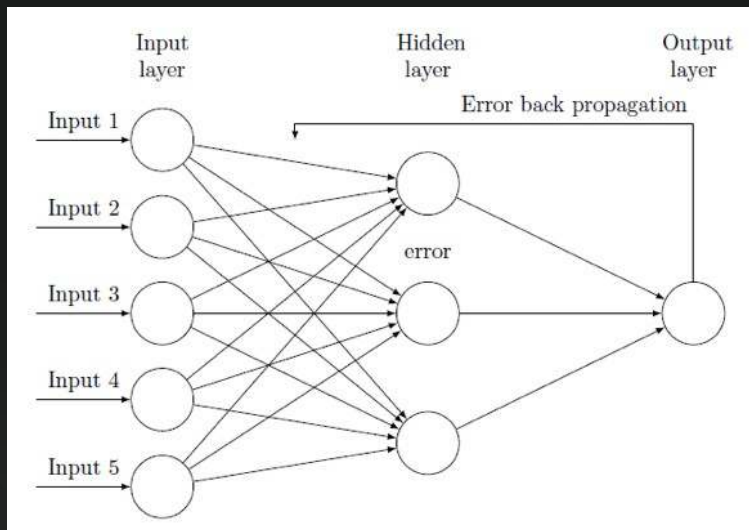 Input
layer
Hidden
layer
Output
layer
Error back propagation
Input 1
Input 2
error
Input 3
Input 4
Input 5